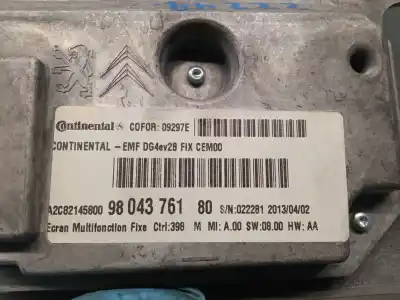 Continental COFOR: 09297E
CONTINENTAL -EMF DG4ev28 FIX CEM00
A2C82145800 98 043 761 80 S/N:022281 2013/04/02
Ecran Multifonction Fixe Ctrl:398 M MI: A.00 SW:08.00 HW: AA